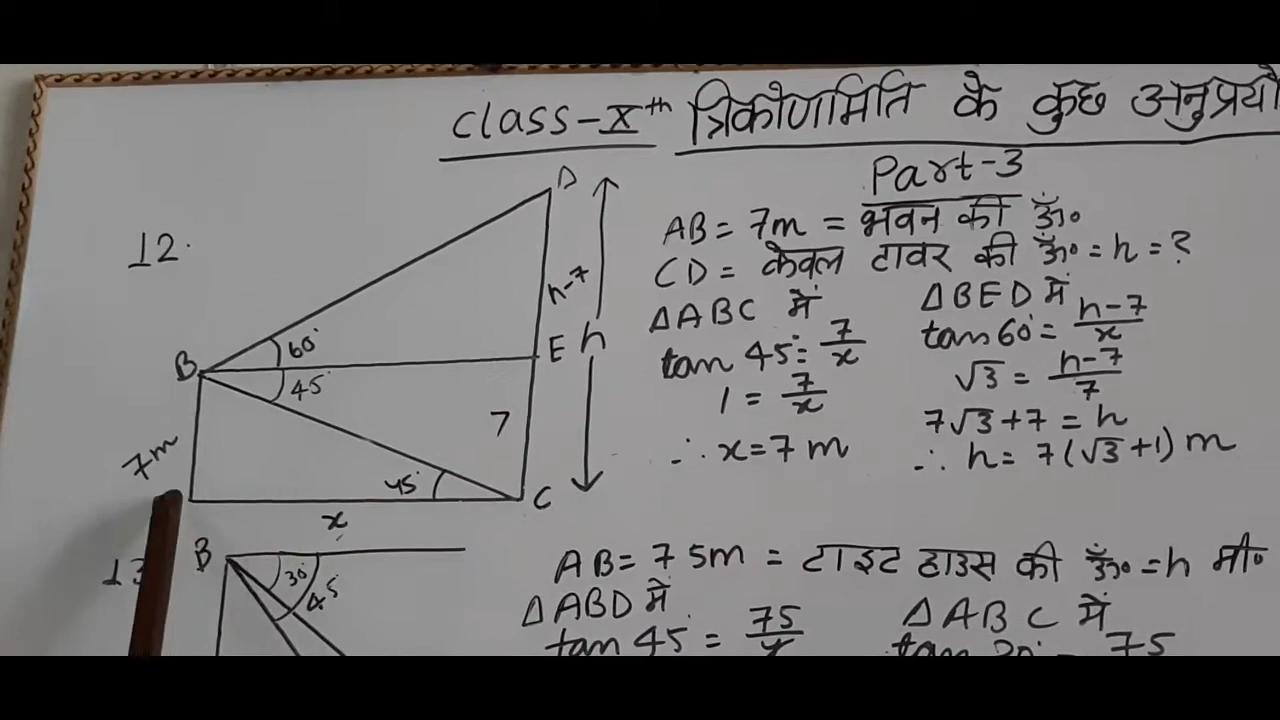 class-Xth त्रिकोणमिति के कुछ अनुप्रयो
Part-3
12.
D
h-7
h
B
60°
45°
E
7
7m
45°
C
x
AB = 7m = भवन की ऊँ०
CD = केवल टावर की ऊँ० = h = ?
ΔABC में
tan 45° = 7/x
1 = 7/x
∴ x = 7 m
ΔBED में
tan 60° = h-7/x
√3 = h-7/7
7√3 + 7 = h
∴ h = 7(√3 + 1) m
13
B
30°
45°
AB = 75m = टाइट हाउस की ऊँ० = h मी०
ΔABD में
tan 45 = 75
ΔABC में
75